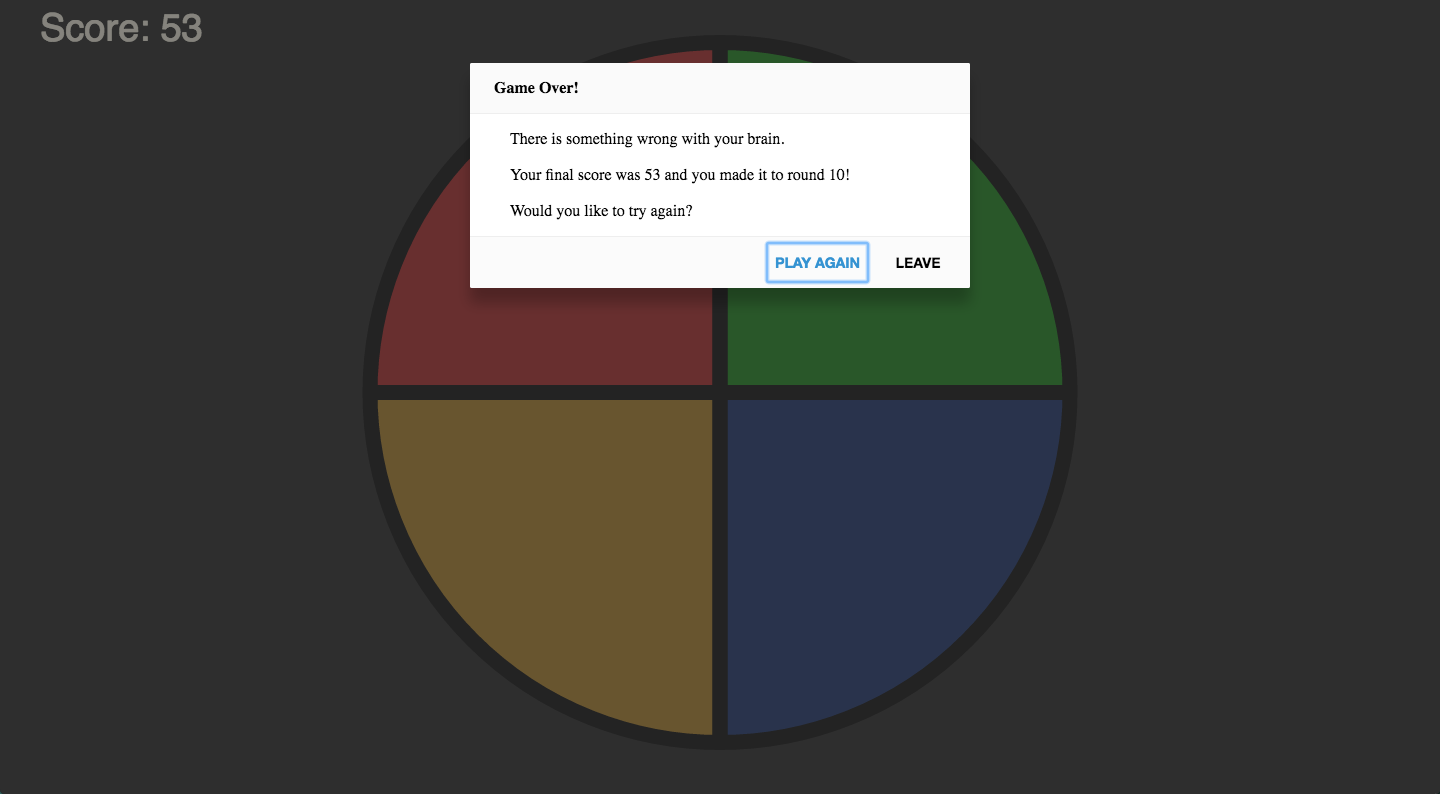 Score: 53
Game Over!
There is something wrong with your brain.
Your final score was 53 and you made it to round 10!
Would you like to try again?
PLAY AGAIN LEAVE